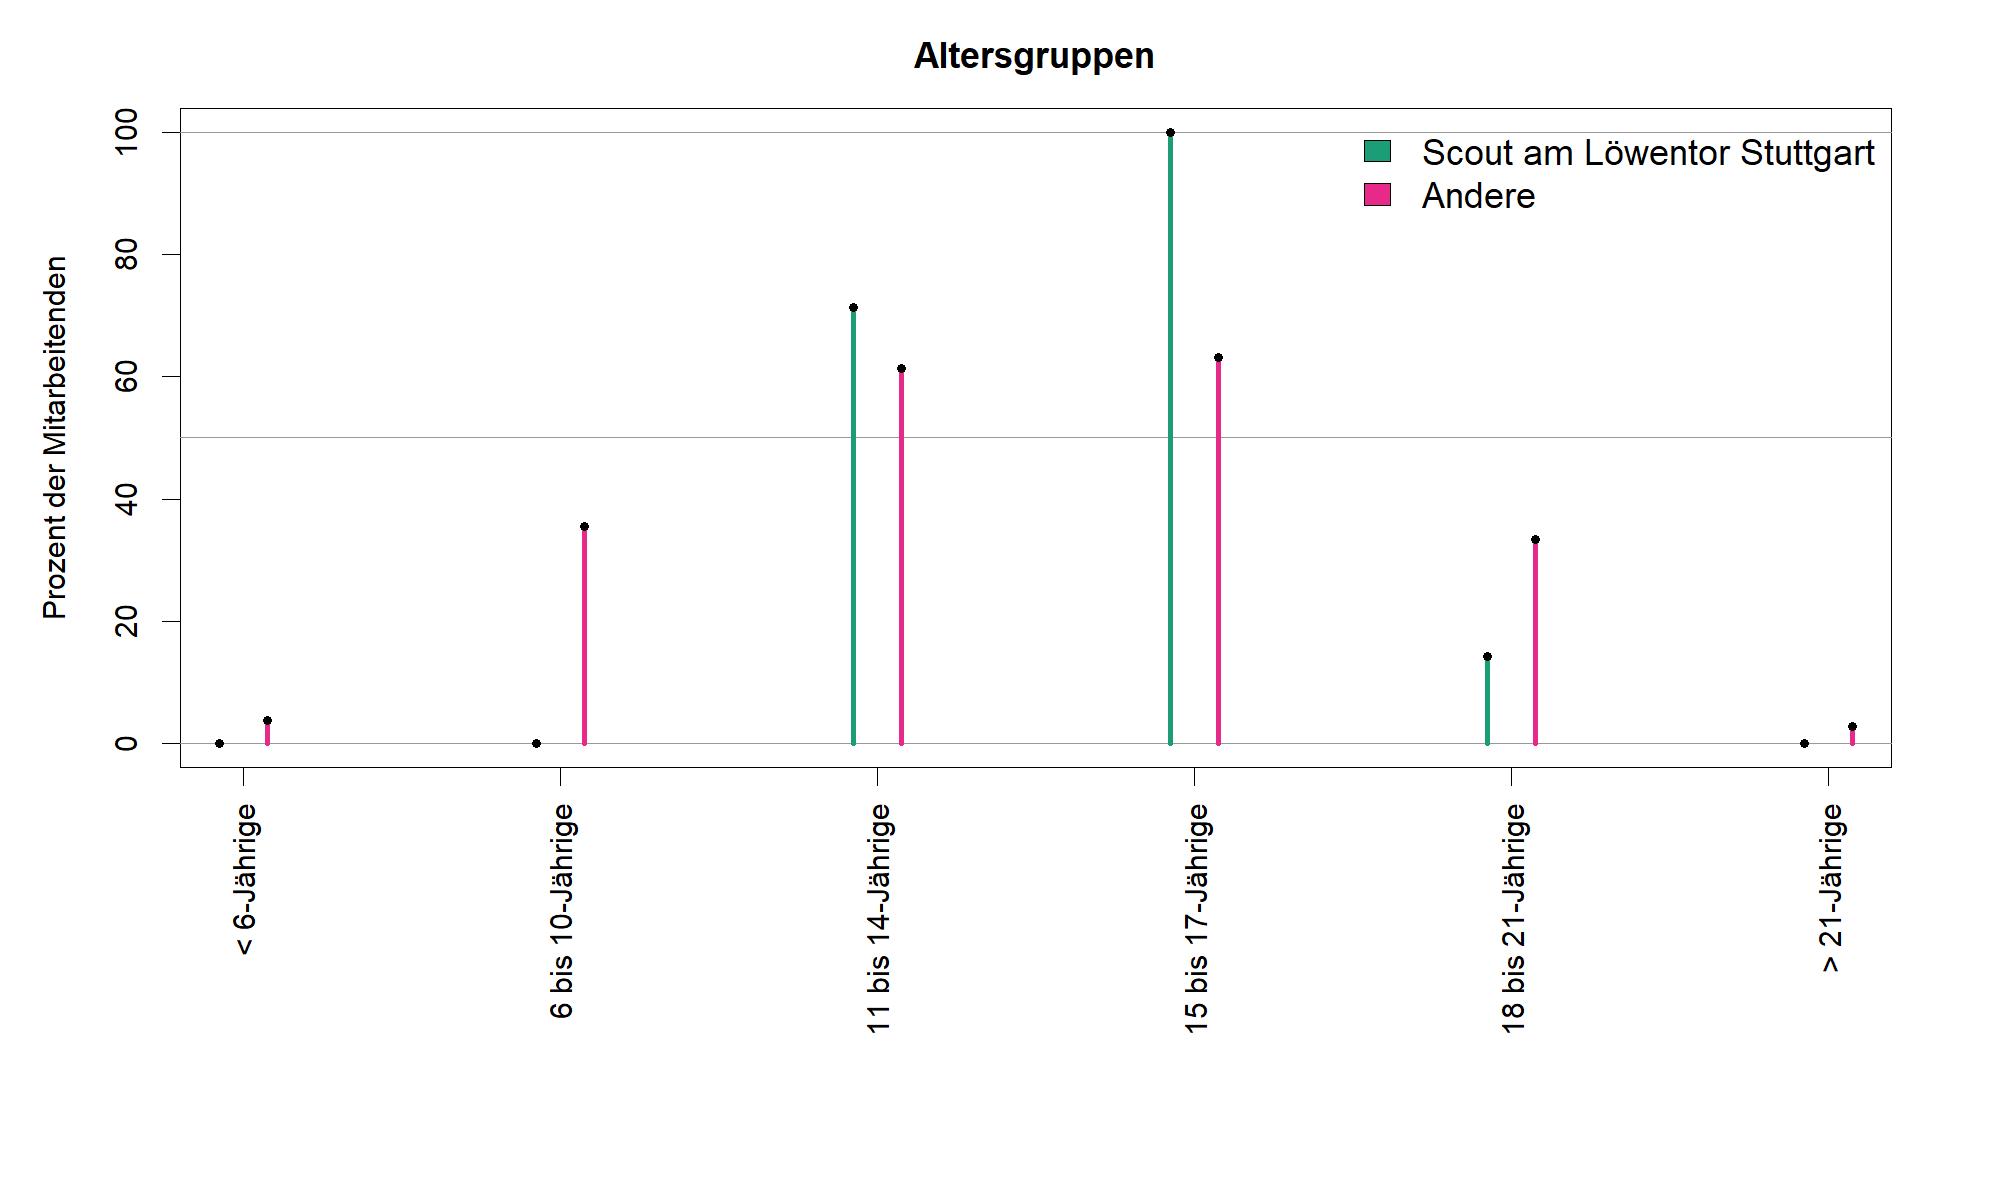 Altersgruppen
Prozent der Mitarbeitenden
100
80
60
40
20
0
Scout am Löwentor Stuttgart
Andere
< 6-Jährige
6 bis 10-Jährige
11 bis 14-Jährige
15 bis 17-Jährige
18 bis 21-Jährige
> 21-Jährige